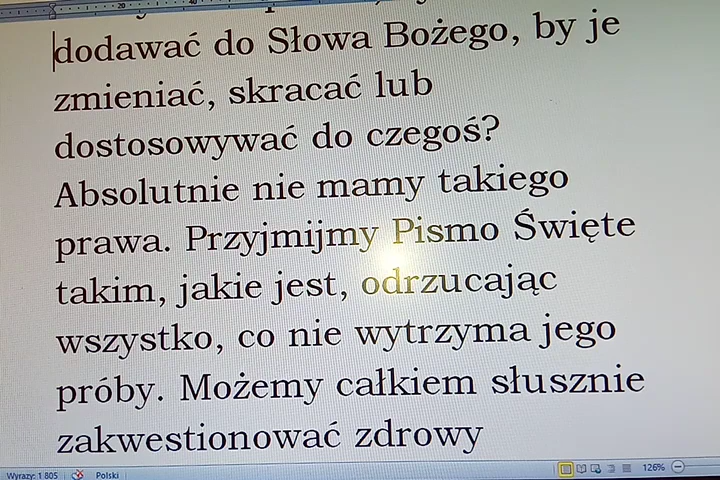 20 40
dodawać do Słowa Bożego, by je
zmieniać, skracać lub
dostosowywać do czegoś?
Absolutnie nie mamy takiego
prawa. Przyjmijmy Pismo Święte
takim, jakie jest, odrzucając
wszystko, co nie wytrzyma jego
próby. Możemy całkiem słusznie
zakwestionować zdrowy
Wyrazy: 1 805 Polski 126%